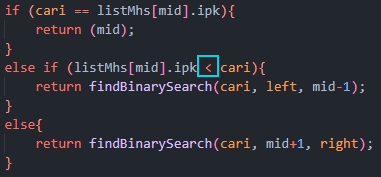 if (cari == listMhs[mid].ipk){
return (mid);
}
else if (listMhs[mid].ipk < cari){
return findBinarySearch(cari, left, mid-1);
}
else{
return findBinarySearch(cari, mid+1, right);
}